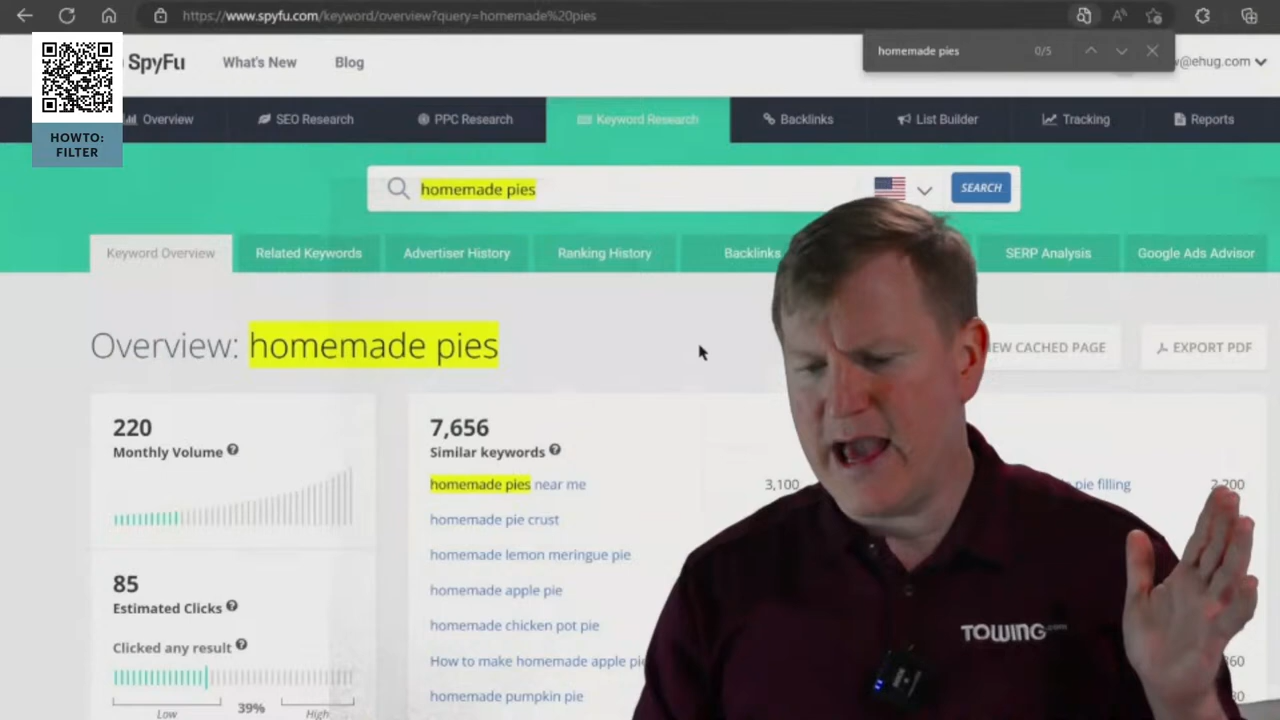 https://www.spyfu.com/keyword/overview?query=homemade%20pies
homemade pies 0/5
SpyFu What's New Blog @ehug.com
HOWTO:
FILTER
Overview SEO Research PPC Research Keyword Research Backlinks List Builder Tracking Reports
homemade pies SEARCH
Keyword Overview Related Keywords Advertiser History Ranking History Backlinks SERP Analysis Google Ads Advisor
Overview: homemade pies CACHED PAGE EXPORT PDF
220
Monthly Volume
7,656
Similar keywords
homemade pies near me 3,100 pie filling 2,200
homemade pie crust
homemade lemon meringue pie
homemade apple pie
homemade chicken pot pie
How to make homemade apple
homemade pumpkin pie
85
Estimated Clicks
Clicked any result
Low 39% High
TOWING.com